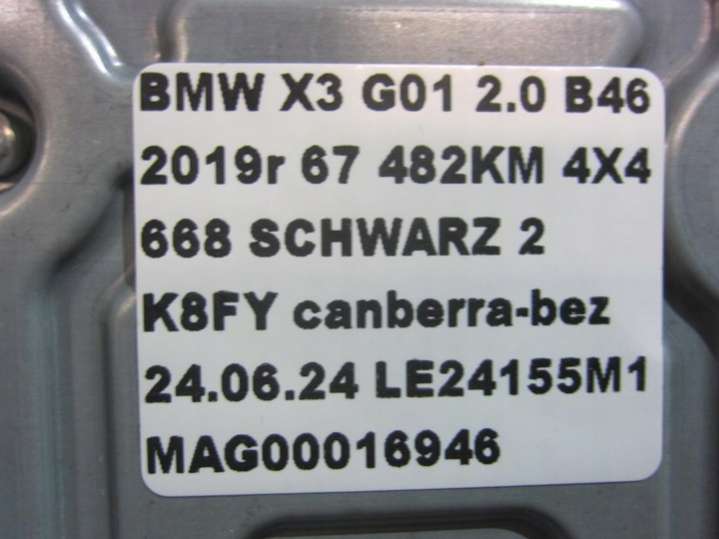 BMW X3 G01 2.0 B46
2019r 67 482KM 4X4
668 SCHWARZ 2
K8FY canberra-bez
24.06.24 LE24155M1
MAG00016946